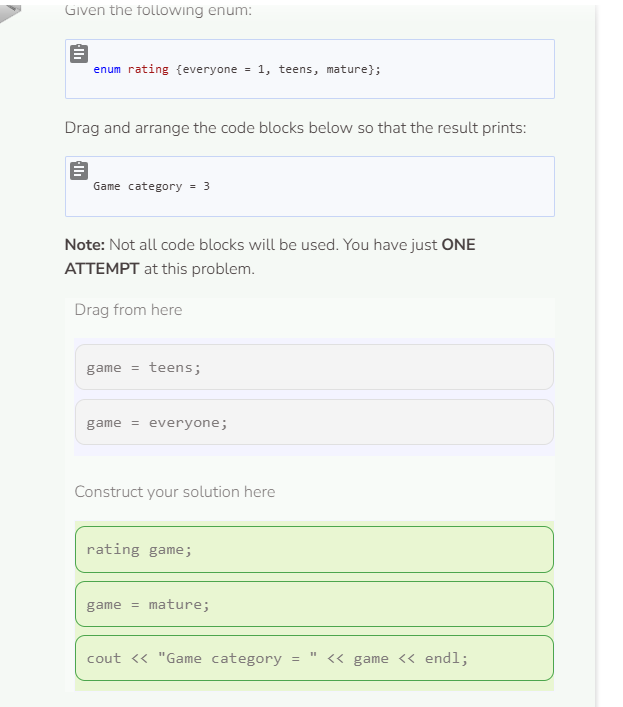 Given the following enum:
enum rating {everyone = 1, teens, mature};
Drag and arrange the code blocks below so that the result prints:
Game category = 3
Note: Not all code blocks will be used. You have just ONE
ATTEMPT at this problem.
Drag from here
game = teens;
game = everyone;
Construct your solution here
rating game;
game = mature;
cout << "Game category = " << game << endl;